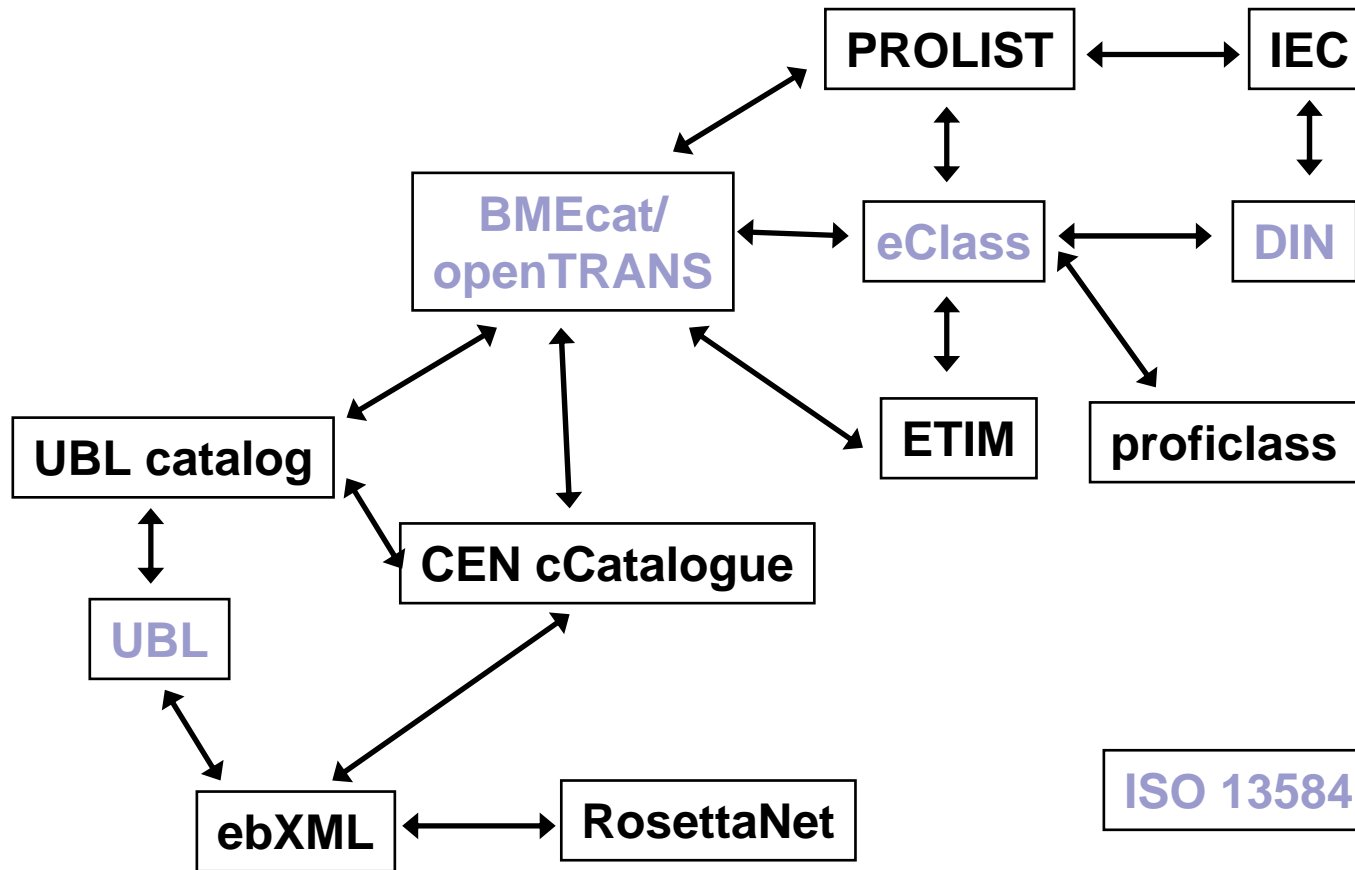 PROLIST
IEC
BMEcat/
openTRANS
eClass
DIN
UBL catalog
ETIM
proficlass
CEN cCatalogue
UBL
ISO 13584
ebXML
RosettaNet